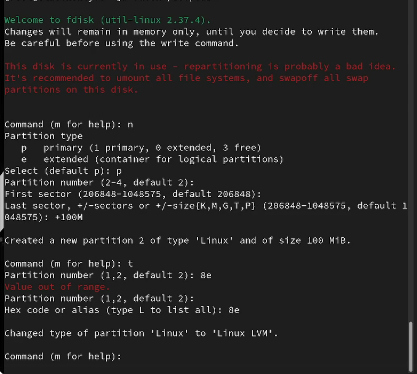 Welcome to fdisk (util-linux 2.37.4).
Changes will remain in memory only, until you decide to write them.
Be careful before using the write command.
This disk is currently in use - repartitioning is probably a bad idea.
It's recommended to umount all file systems, and swapoff all swap
partitions on this disk.
Command (m for help): n
Partition type
p primary (1 primary, 0 extended, 3 free)
e extended (container for logical partitions)
Select (default p): p
Partition number (2-4, default 2):
First sector (206848-1048575, default 206848):
Last sector, +/-sectors or +/-size{K,M,G,T,P} (206848-1048575, default 1
048575): +100M
Created a new partition 2 of type 'Linux' and of size 100 MiB.
Command (m for help): t
Partition number (1,2, default 2): 8e
Value out of range.
Partition number (1,2, default 2):
Hex code or alias (type L to list all): 8e
Changed type of partition 'Linux' to 'Linux LVM'.
Command (m for help):